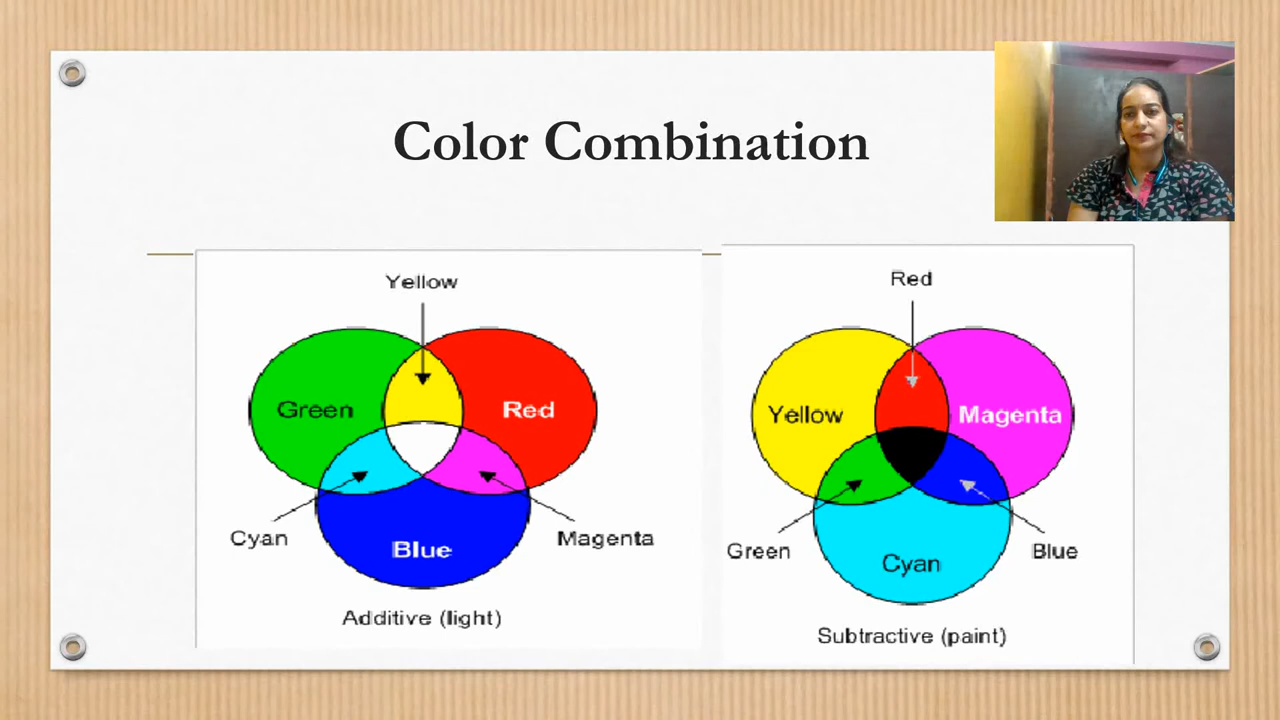 Color Combination
Yellow
Green
Red
Cyan
Magenta
Blue
Additive (light)
Red
Yellow
Magenta
Green
Blue
Cyan
Subtractive (paint)